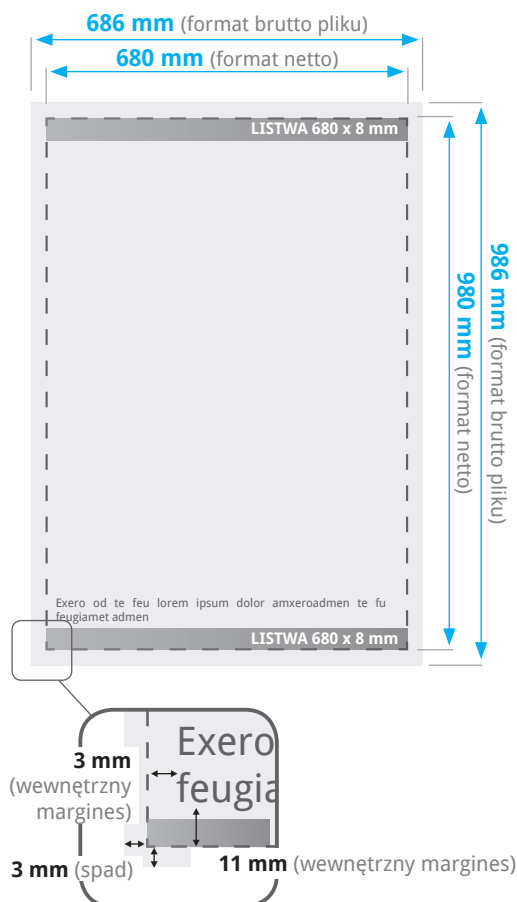 686 mm (format brutto pliku)
680 mm (format netto)
LISTWA 680 x 8 mm
986 mm (format brutto pliku)
980 mm (format netto)
Exero od te feu lorem ipsum dolor amxeroadmen te fu
feugiamet admen
LISTWA 680 x 8 mm
Exero
feugia
3 mm
(wewnętrzny
margines)
3 mm (spad)
11 mm (wewnętrzny margines)